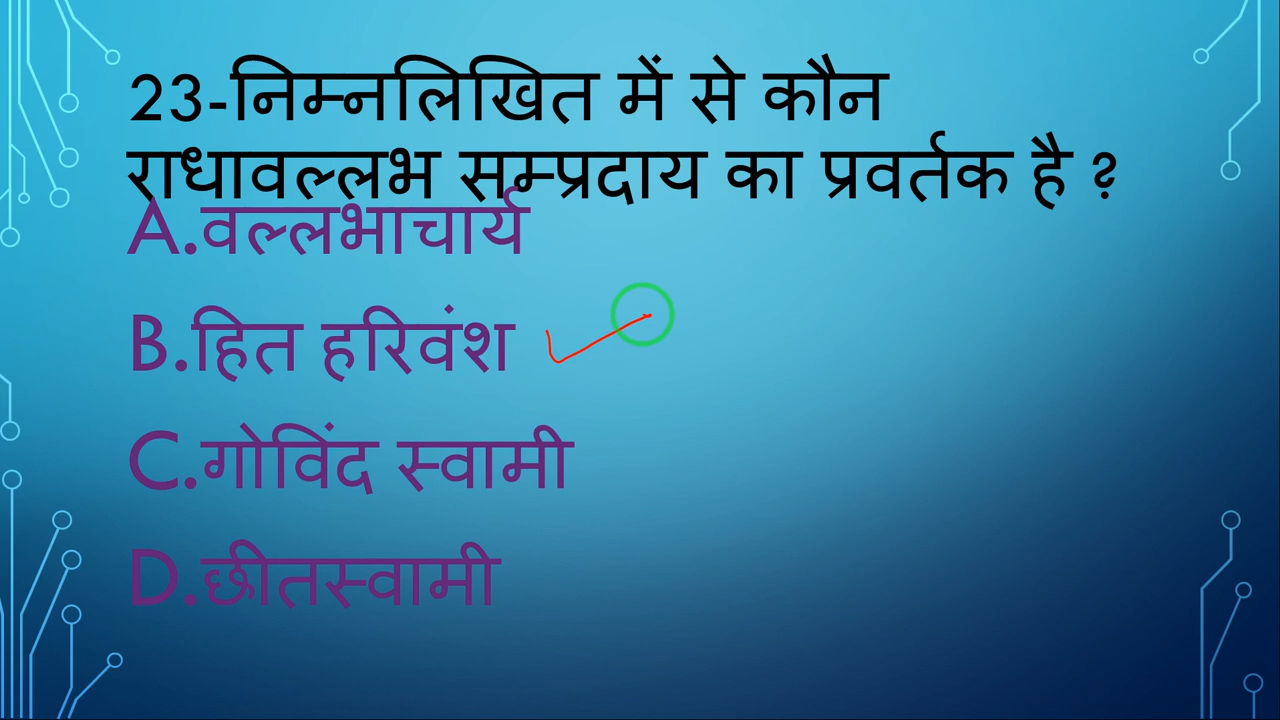 23-निम्नलिखित में से कौन
राधावल्लभ सम्प्रदाय का प्रवर्तक है ?
A.वल्लभाचार्य
B.हित हरिवंश
C.गोविंद स्वामी
D.छीतस्वामी